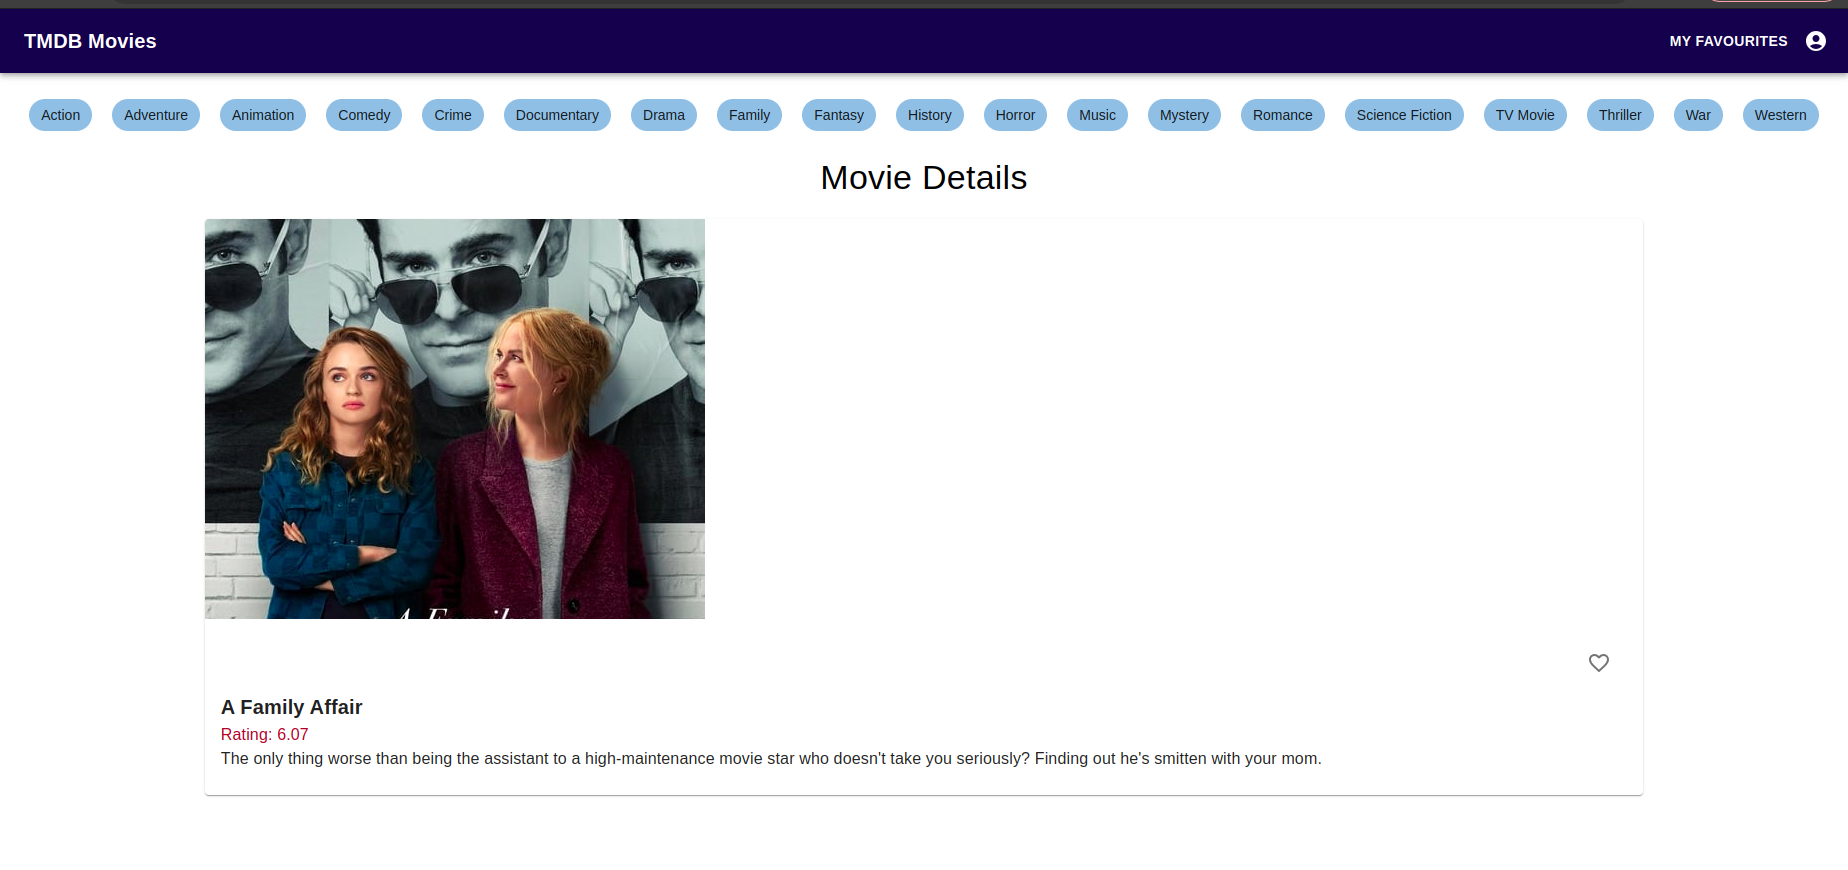 TMDB Movies
MY FAVOURITES
Action Adventure Animation Comedy Crime Documentary Drama Family Fantasy History Horror Music Mystery Romance Science Fiction TV Movie Thriller War Western
Movie Details
A Family
A Family Affair
Rating: 6.07
The only thing worse than being the assistant to a high-maintenance movie star who doesn't take you seriously? Finding out he's smitten with your mom.